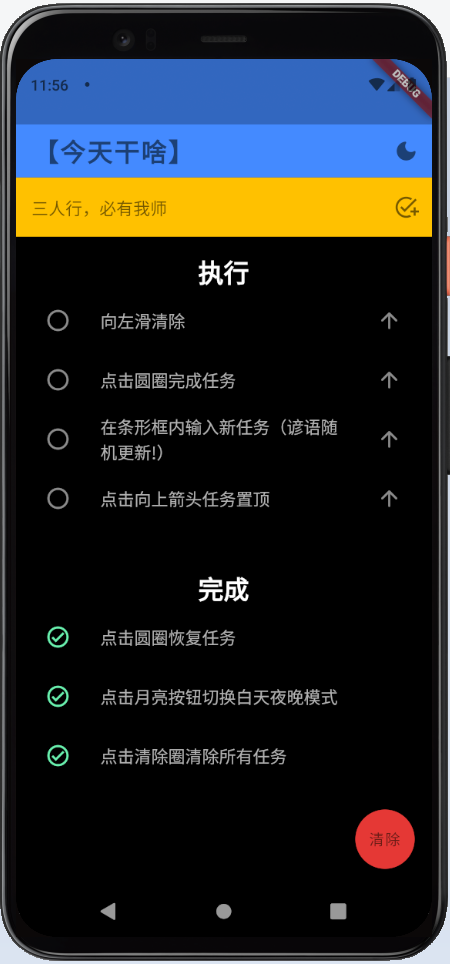 11:56
DEBUG
【今天干啥】
三人行，必有我师
执行
向左滑清除
点击圆圈完成任务
在条形框内输入新任务（谚语随
机更新!）
点击向上箭头任务置顶
完成
点击圆圈恢复任务
点击月亮按钮切换白天夜晚模式
点击清除圈清除所有任务
清除